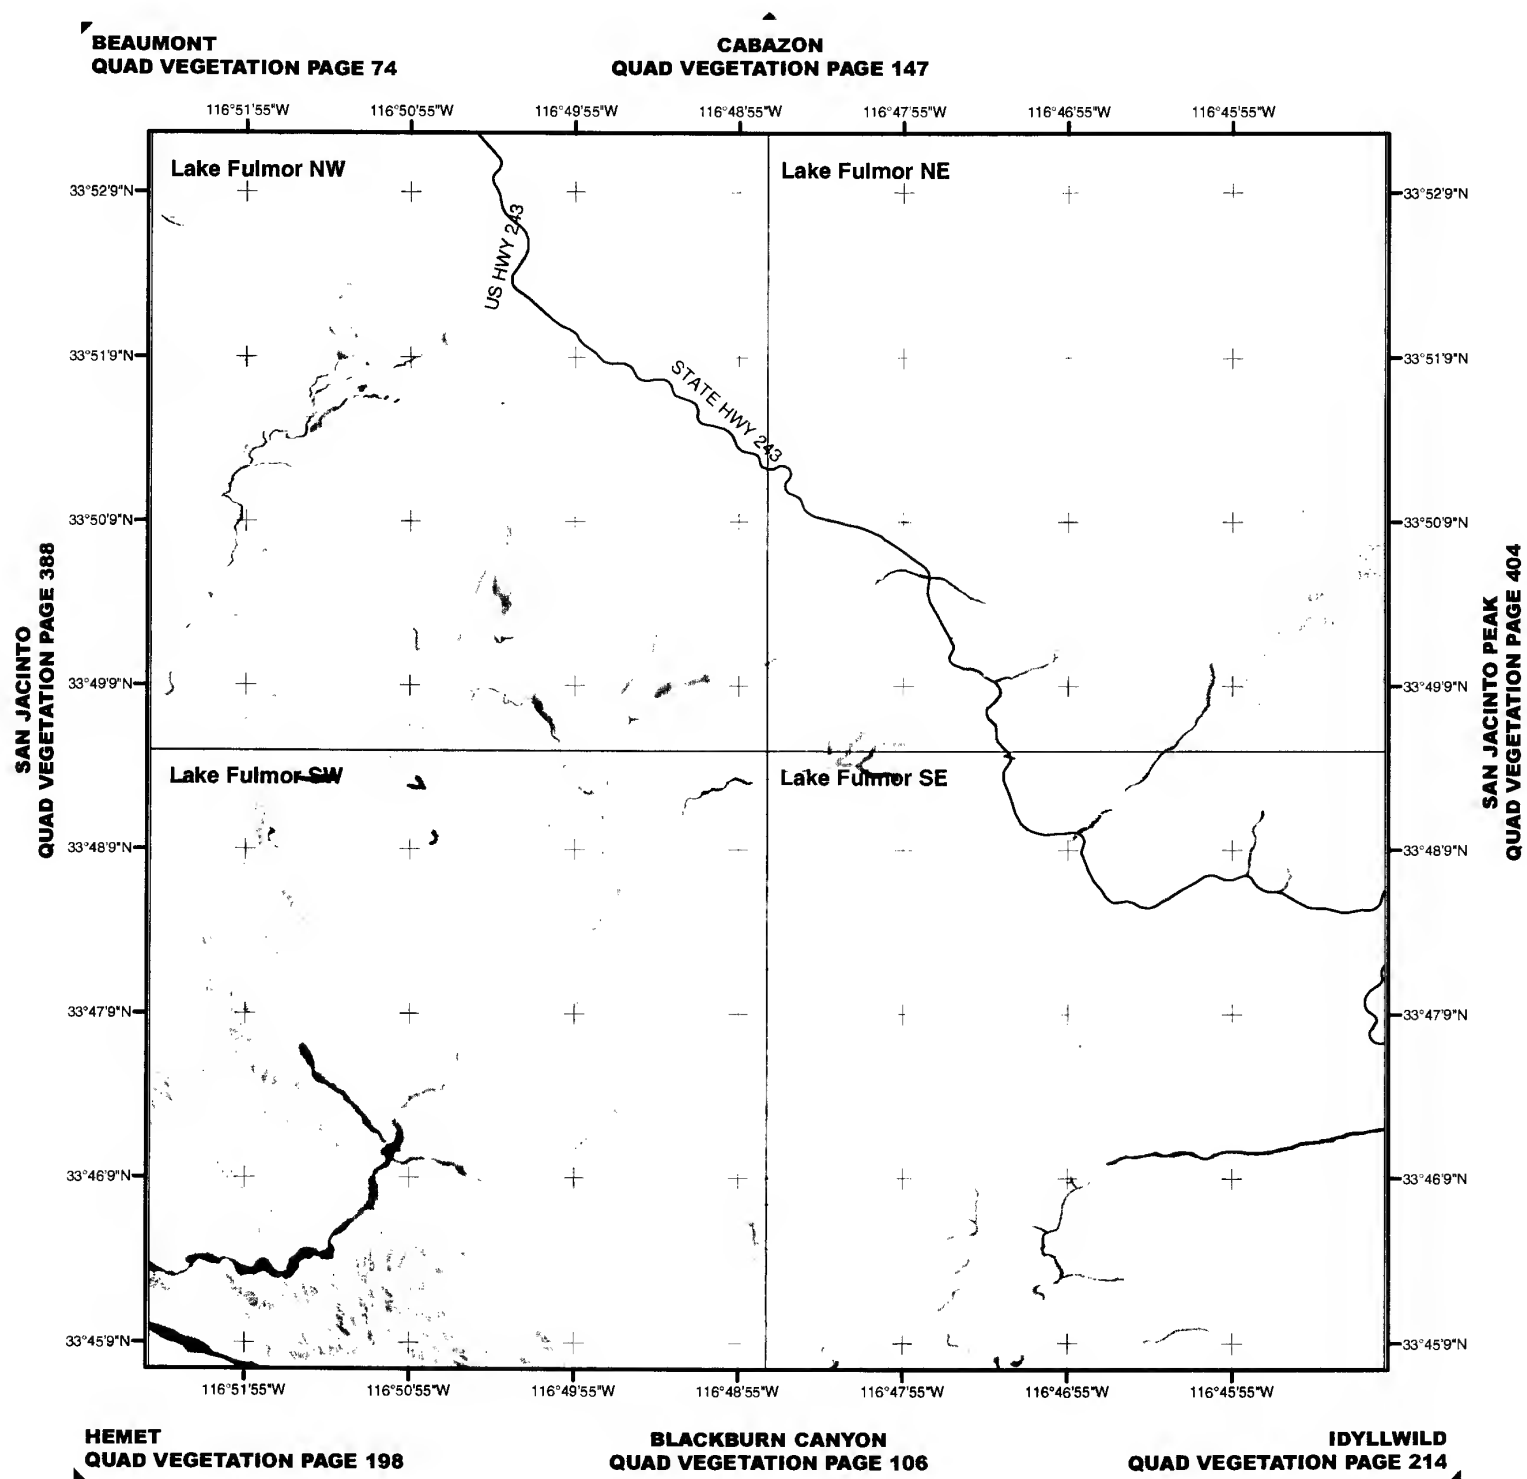 BEAUMONT
QUAD VEGETATION PAGE 74
CABAZON
QUAD VEGETATION PAGE 147
116°51'55"W 116°50'55"W 116°49'55"W 116°48'55"W 116°47'55"W 116°46'55"W 116°45'55"W
Lake Fulmor NW
Lake Fulmor NE
33°52'9"N
33°52'9"N
US HWY 243
33°51'9"N
33°51'9"N
STATE HWY 243
33°50'9"N
33°50'9"N
SAN JACINTO
QUAD VEGETATION PAGE 388
SAN JACINTO PEAK
QUAD VEGETATION PAGE 404
33°49'9"N
33°49'9"N
Lake Fulmor SW
Lake Fulmor SE
33°48'9"N
33°48'9"N
33°47'9"N
33°47'9"N
33°46'9"N
33°46'9"N
33°45'9"N
33°45'9"N
116°51'55"W 116°50'55"W 116°49'55"W 116°48'55"W 116°47'55"W 116°46'55"W 116°45'55"W
HEMET
QUAD VEGETATION PAGE 198
BLACKBURN CANYON
QUAD VEGETATION PAGE 106
IDYLLWILD
QUAD VEGETATION PAGE 214